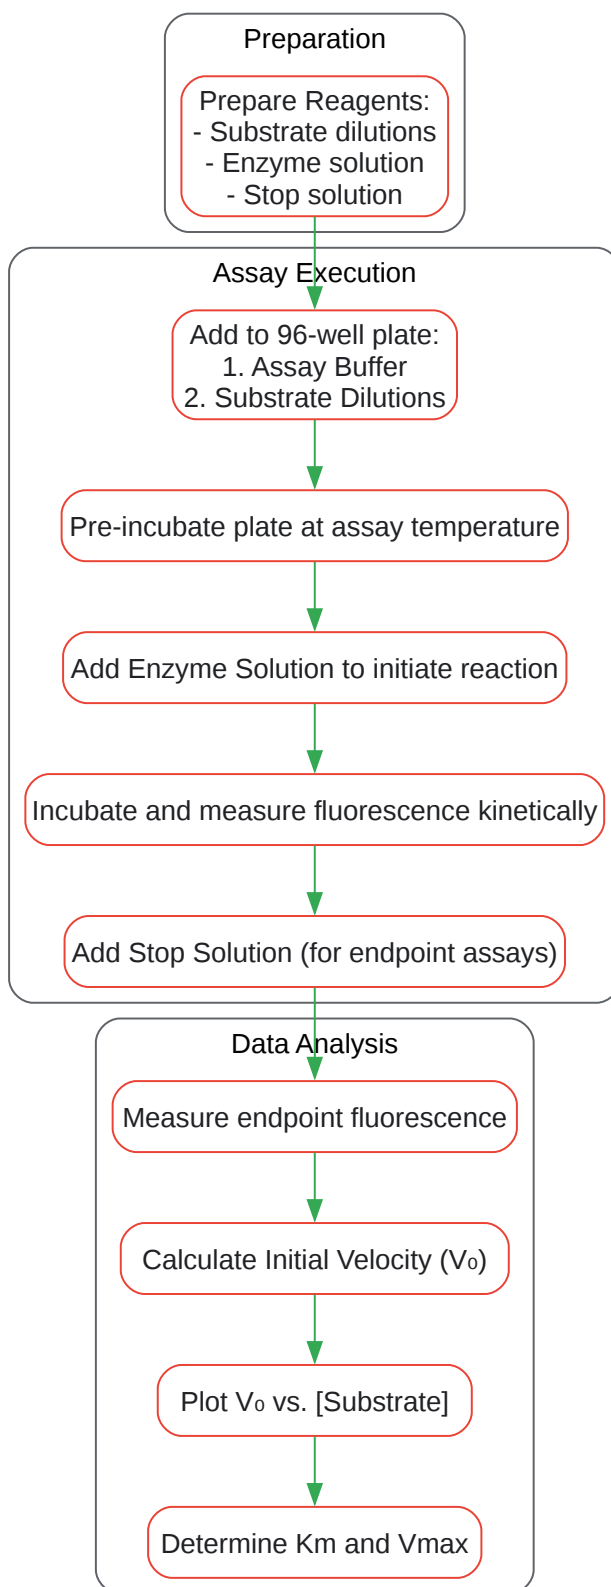 Preparation
Prepare Reagents:
- Substrate dilutions
- Enzyme solution
- Stop solution
Assay Execution
Add to 96-well plate:
1. Assay Buffer
2. Substrate Dilutions
Pre-incubate plate at assay temperature
Add Enzyme Solution to initiate reaction
Incubate and measure fluorescence kinetically
Add Stop Solution (for endpoint assays)
Data Analysis
Measure endpoint fluorescence
Calculate Initial Velocity (V₀)
Plot V₀ vs. [Substrate]
Determine Km and Vmax